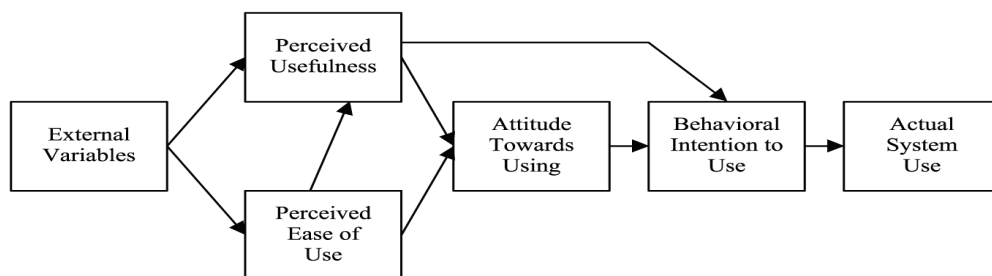 External
Variables
Perceived
Usefulness
Perceived
Ease of
Use
Attitude
Towards
Using
Behavioral
Intention to
Use
Actual
System
Use